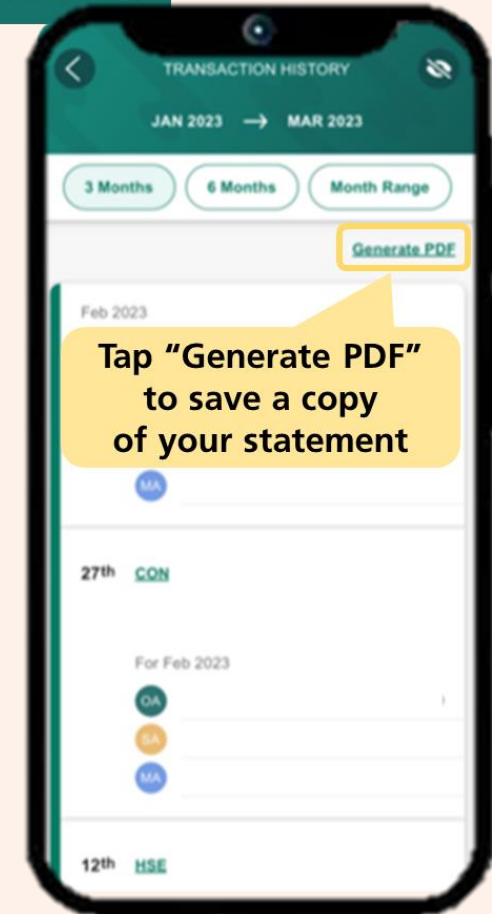 TRANSACTION HISTORY
JAN 2023 → MAR 2023
3 Months 6 Months Month Range
Generate PDF
Feb 2023
Tap “Generate PDF”
to save a copy
of your statement
MA
27th CON
For Feb 2023
OA
SA
MA
12th HSE